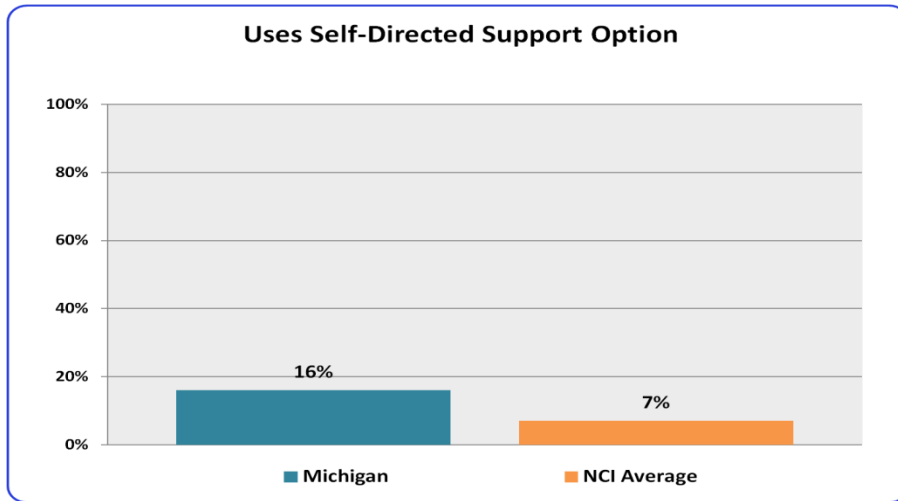 Uses Self-Directed Support Option
100%
80%
60%
40%
20%
0%
16%
7%
Michigan
NCI Average